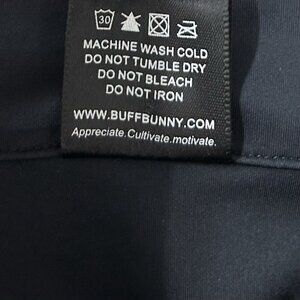 30
MACHINE WASH COLD
DO NOT TUMBLE DRY
DO NOT BLEACH
DO NOT IRON
WWW.BUFFBUNNY.COM
Appreciate.Cultivate.motivate.